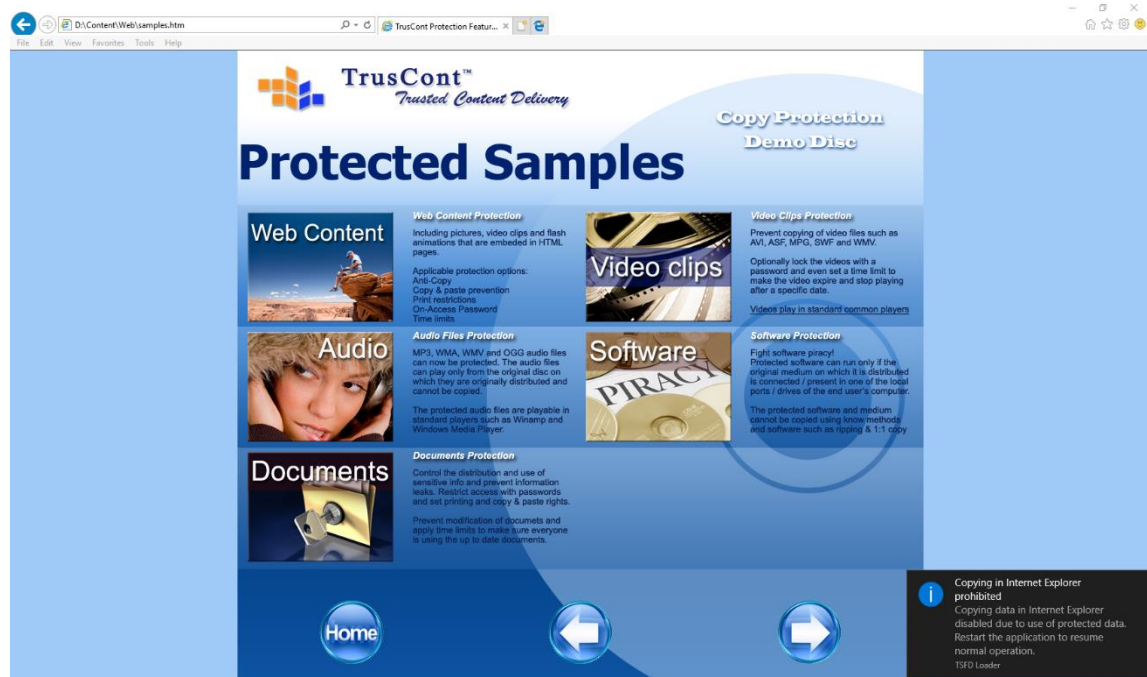 D:\Content\Web\samples.htm
TrusCont Protection Featur...
File Edit View Favorites Tools Help
TrusCont™
Trusted Content Delivery
Copy Protection
Demo Disc
Protected Samples
Web Content
Web Content Protection
Including pictures, video clips and flash
animations that are embeded in HTML
pages.
Applicable protection options:
Anti-Copy
Copy & paste prevention
Print restrictions
On-Access Password
Time limits
Video clips
Video Clips Protection
Prevent copying of video files such as
AVI, ASF, MPG, SWF and WMV.
Optionally lock the videos with a
password and even set a time limit to
make the video expire and stop playing
after a specific date.
Videos play in standard common players
Audio
Audio Files Protection
MP3, WMA, WMV and OGG audio files
can now be protected. The audio files
can play only from the original disc on
which they are originally distributed and
cannot be copied.
The protected audio files are playable in
standard players such as Winamp and
Windows Media Player.
Software
PIRACY
Software Protection
Fight software piracy!
Protected software can run only if the
original medium on which it is distributed
is connected / present in one of the local
ports / drives of the end user's computer.
The protected software and medium
cannot be copied using know methods
and software such as ripping & 1:1 copy
Documents
Documents Protection
Control the distribution and use of
sensitive info and prevent information
leaks. Restrict access with passwords
and set printing and copy & paste rights.
Prevent modification of documets and
apply time limits to make sure everyone
is using the up to date documents.
Home
Copying in Internet Explorer
prohibited
Copying data in Internet Explorer
disabled due to use of protected data.
Restart the application to resume
normal operation.
TSFD Loader